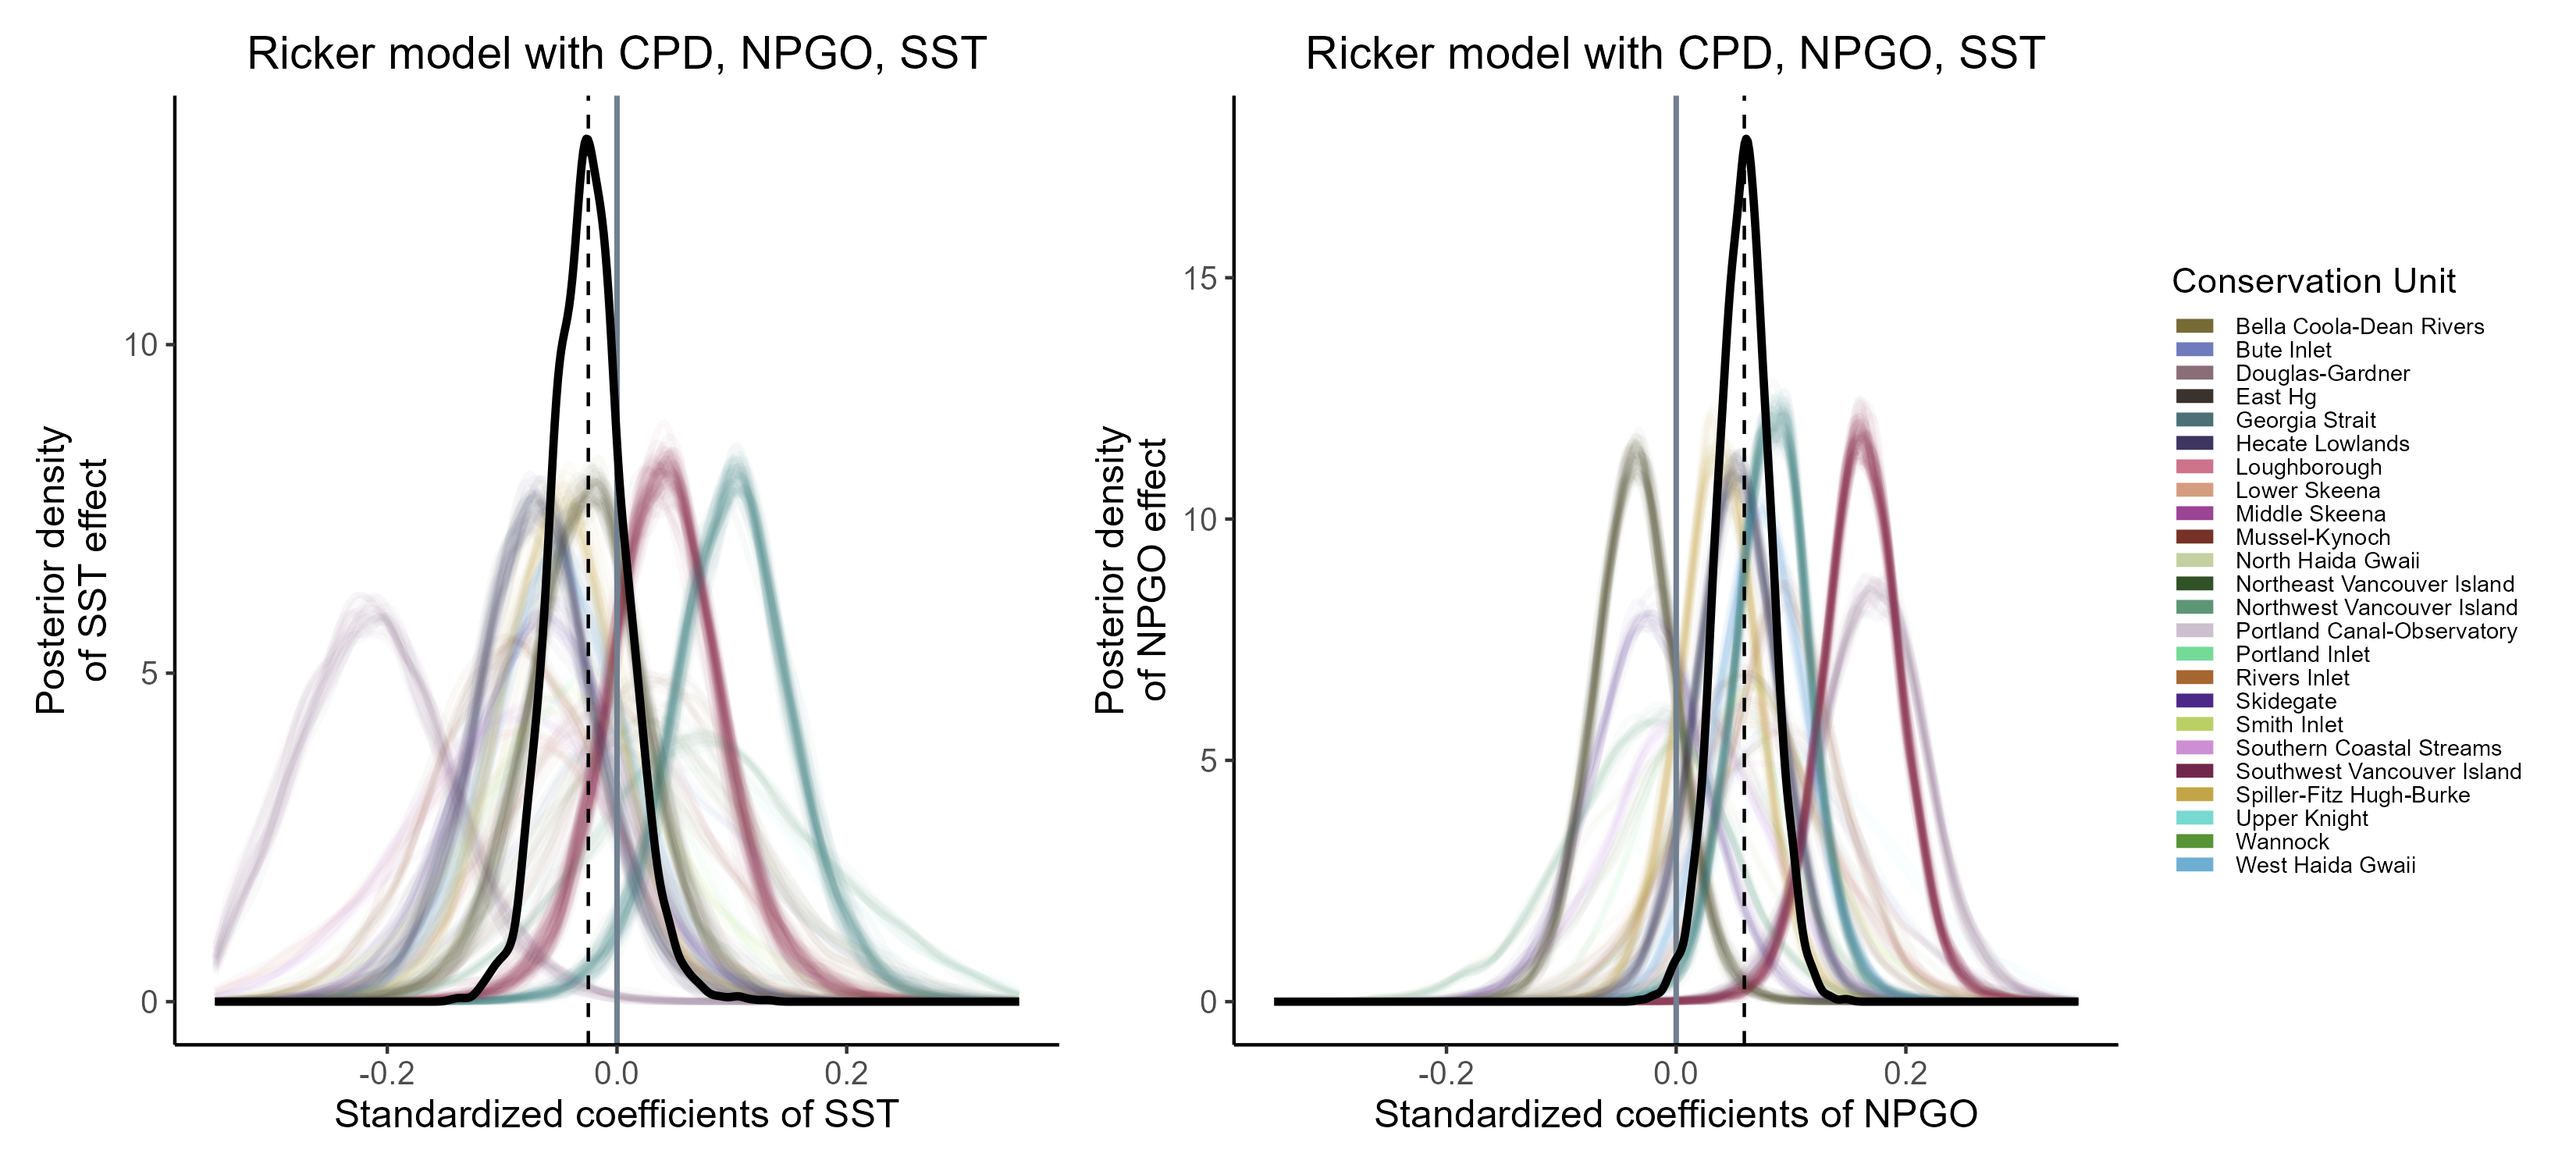 Ricker model with CPD, NPGO, SST
Posterior density
of SST effect
10
5
0
-0.2
0.0
0.2
Standardized coefficients of SST
Ricker model with CPD, NPGO, SST
Posterior density
of NPGO effect
15
10
5
0
-0.2
0.0
0.2
Standardized coefficients of NPGO
Conservation Unit
Bella Coola-Dean Rivers
Bute Inlet
Douglas-Gardner
East Hg
Georgia Strait
Hecate Lowlands
Loughborough
Lower Skeena
Middle Skeena
Mussel-Kynoch
North Haida Gwaii
Northeast Vancouver Island
Northwest Vancouver Island
Portland Canal-Observatory
Portland Inlet
Rivers Inlet
Skidegate
Smith Inlet
Southern Coastal Streams
Southwest Vancouver Island
Spiller-Fitz Hugh-Burke
Upper Knight
Wannock
West Haida Gwaii